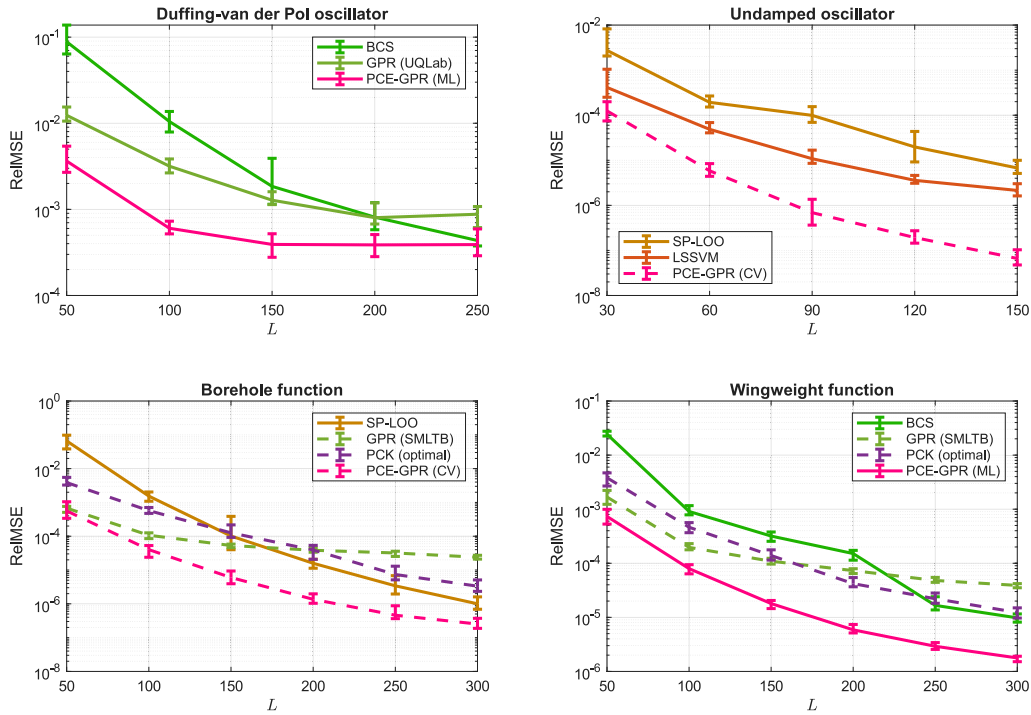 Duffing-van der Pol oscillator
10^-1
10^-2
10^-3
10^-4
RelMSE
BCS
GPR (UQLab)
PCE-GPR (ML)
50 100 150 200 250
L
Undamped oscillator
10^-2
10^-4
10^-6
10^-8
RelMSE
SP-LOO
LSSVM
PCE-GPR (CV)
30 60 90 120 150
L
Borehole function
10^0
10^-2
10^-4
10^-6
10^-8
RelMSE
SP-LOO
GPR (SMLTB)
PCK (optimal)
PCE-GPR (CV)
50 100 150 200 250 300
L
Wingweight function
10^-1
10^-2
10^-3
10^-4
10^-5
10^-6
RelMSE
BCS
GPR (SMLTB)
PCK (optimal)
PCE-GPR (ML)
50 100 150 200 250 300
L